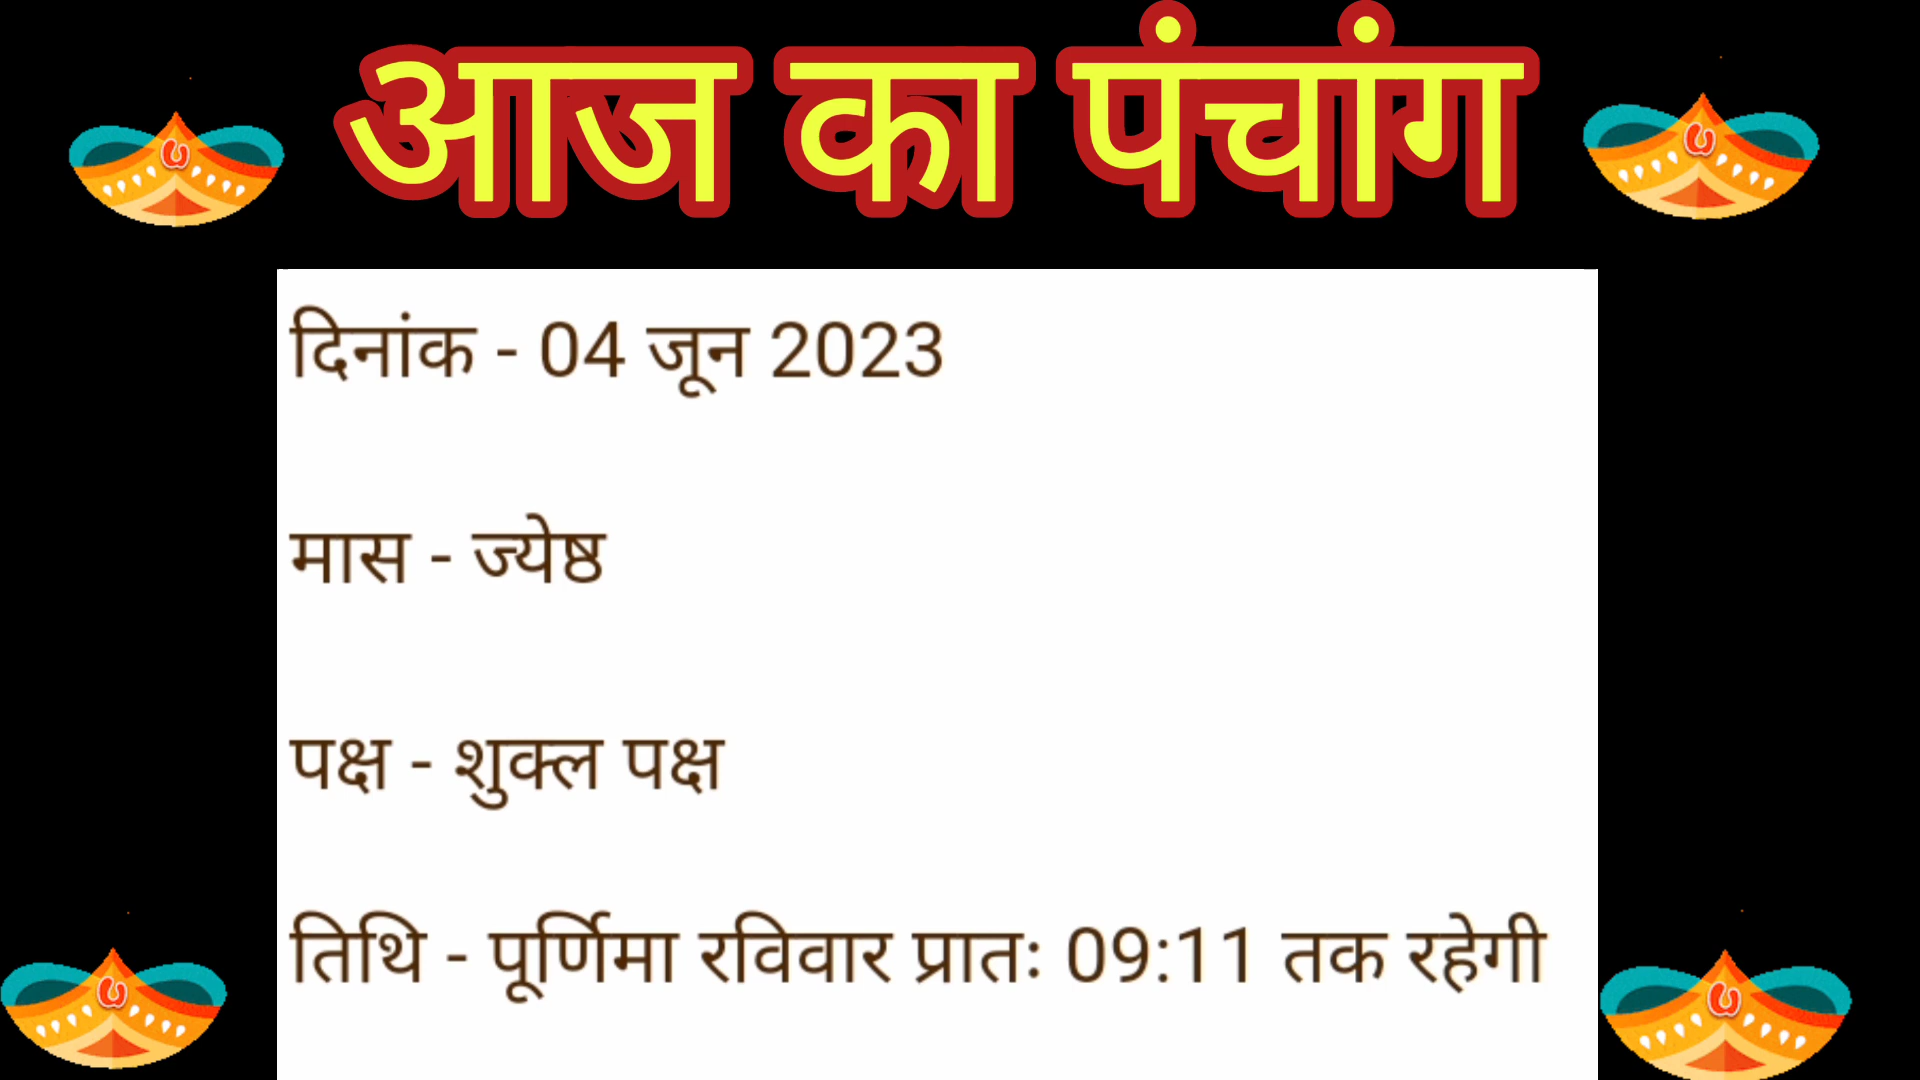 आज का पंचांग
दिनांक - 04 जून 2023
मास - ज्येष्ठ
पक्ष - शुक्ल पक्ष
तिथि - पूर्णिमा रविवार प्रातः 09:11 तक रहेगी